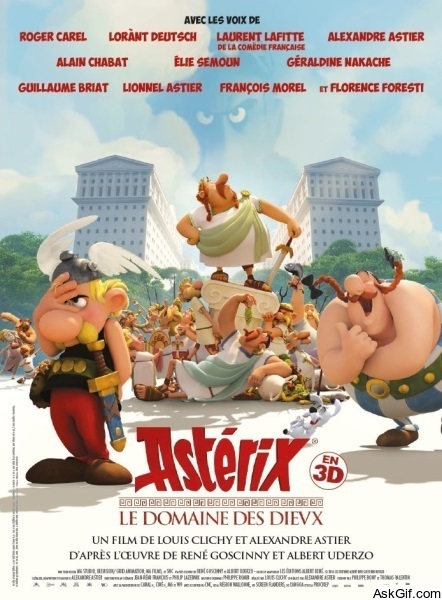 AVEC LES VOIX DE
ROGER CAREL LORÀNT DEUTSCH LAURENT LAFITTE ALEXANDRE ASTIER
DE LA COMÉDIE FRANÇAISE
ALAIN CHABAT ÉLIE SEMOUN GÉRALDINE NAKACHE
GUILLAUME BRIAT LIONNEL ASTIER FRANÇOIS MOREL ET FLORENCE FORESTI
Astérix
EN 3D
LE DOMAINE DES DIEVX
UN FILM DE LOUIS CLICHY ET ALEXANDRE ASTIER
D'APRÈS L'ŒUVRE DE RENÉ GOSCINNY ET ALBERT UDERZO
AskGif.com